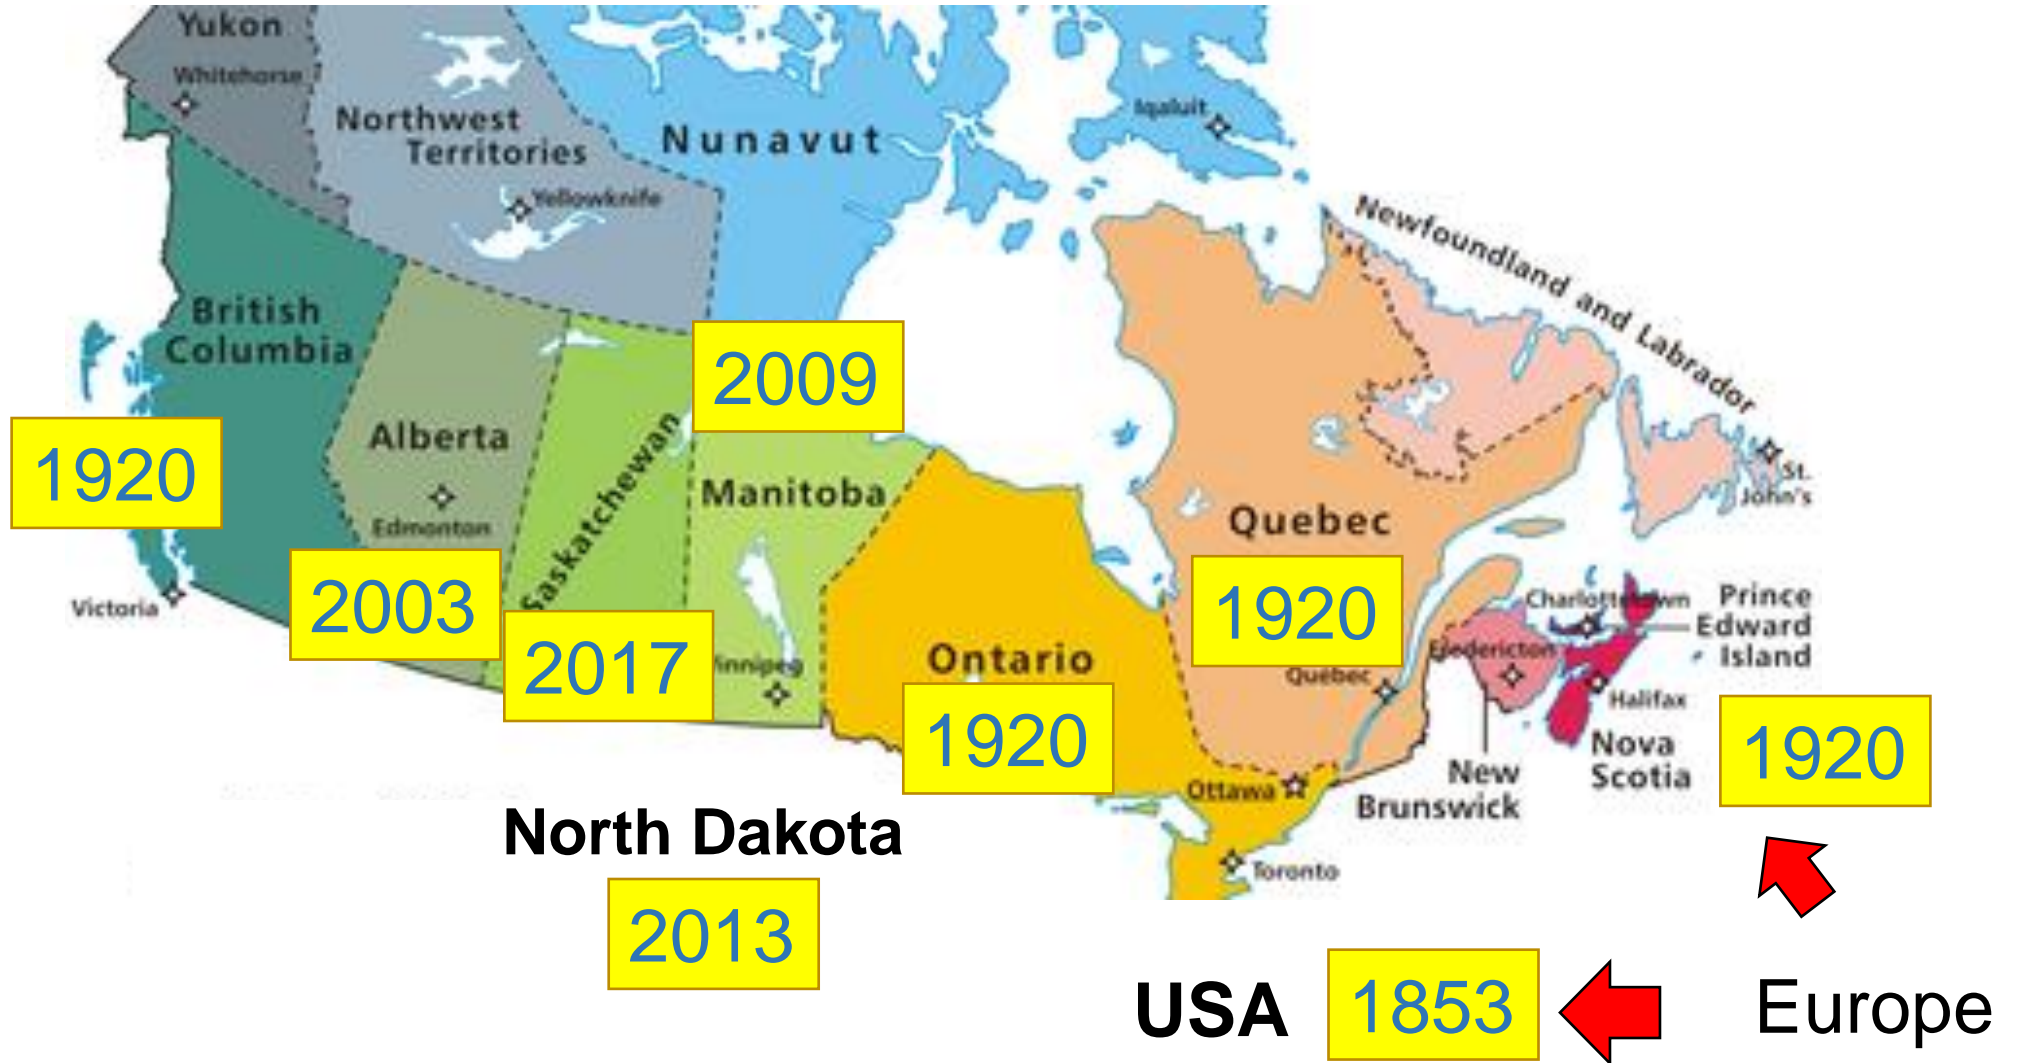 Yukon
Whitehorse
Northwest
Territories
Yellowknife
Nunavut
Iqaluit
Newfoundland and Labrador
St.
John's
British
Columbia
2009
Alberta
Edmonton
Saskatchewan
Manitoba
1920
Quebec
Victoria
2003
2017
innipeg
Ontario
1920
1920
Québec
Charlottetown
Fredericton
Prince
Edward
Island
Halifax
Nova
Scotia
1920
New
Brunswick
Ottawa
Toronto
North Dakota
2013
USA
1853
Europe